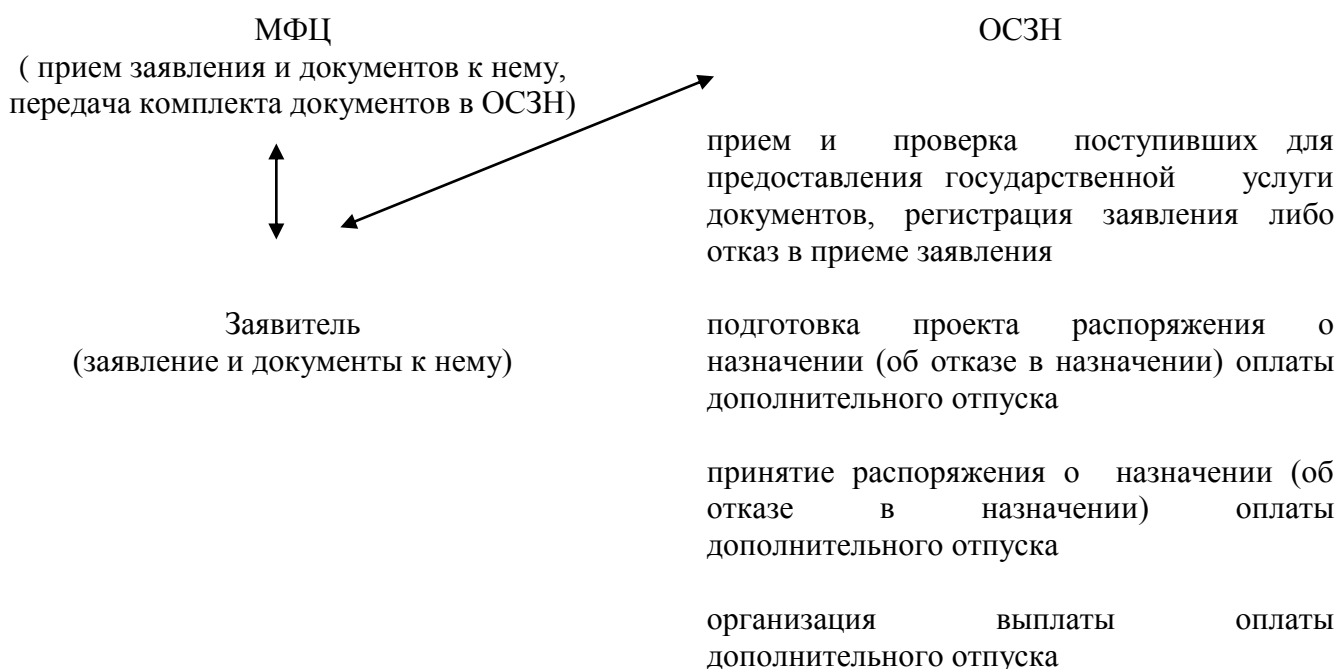 МФЦ
( прием заявления и документов к нему,
передача комплекта документов в ОСЗН)
Заявитель
(заявление и документы к нему)
ОСЗН
прием и проверка поступивших для
предоставления государственной услуги
документов, регистрация заявления либо
отказ в приеме заявления
подготовка проекта распоряжения о
назначении (об отказе в назначении) оплаты
дополнительного отпуска
принятие распоряжения о назначении (об
отказе в назначении) оплаты
дополнительного отпуска
организация выплаты оплаты
дополнительного отпуска